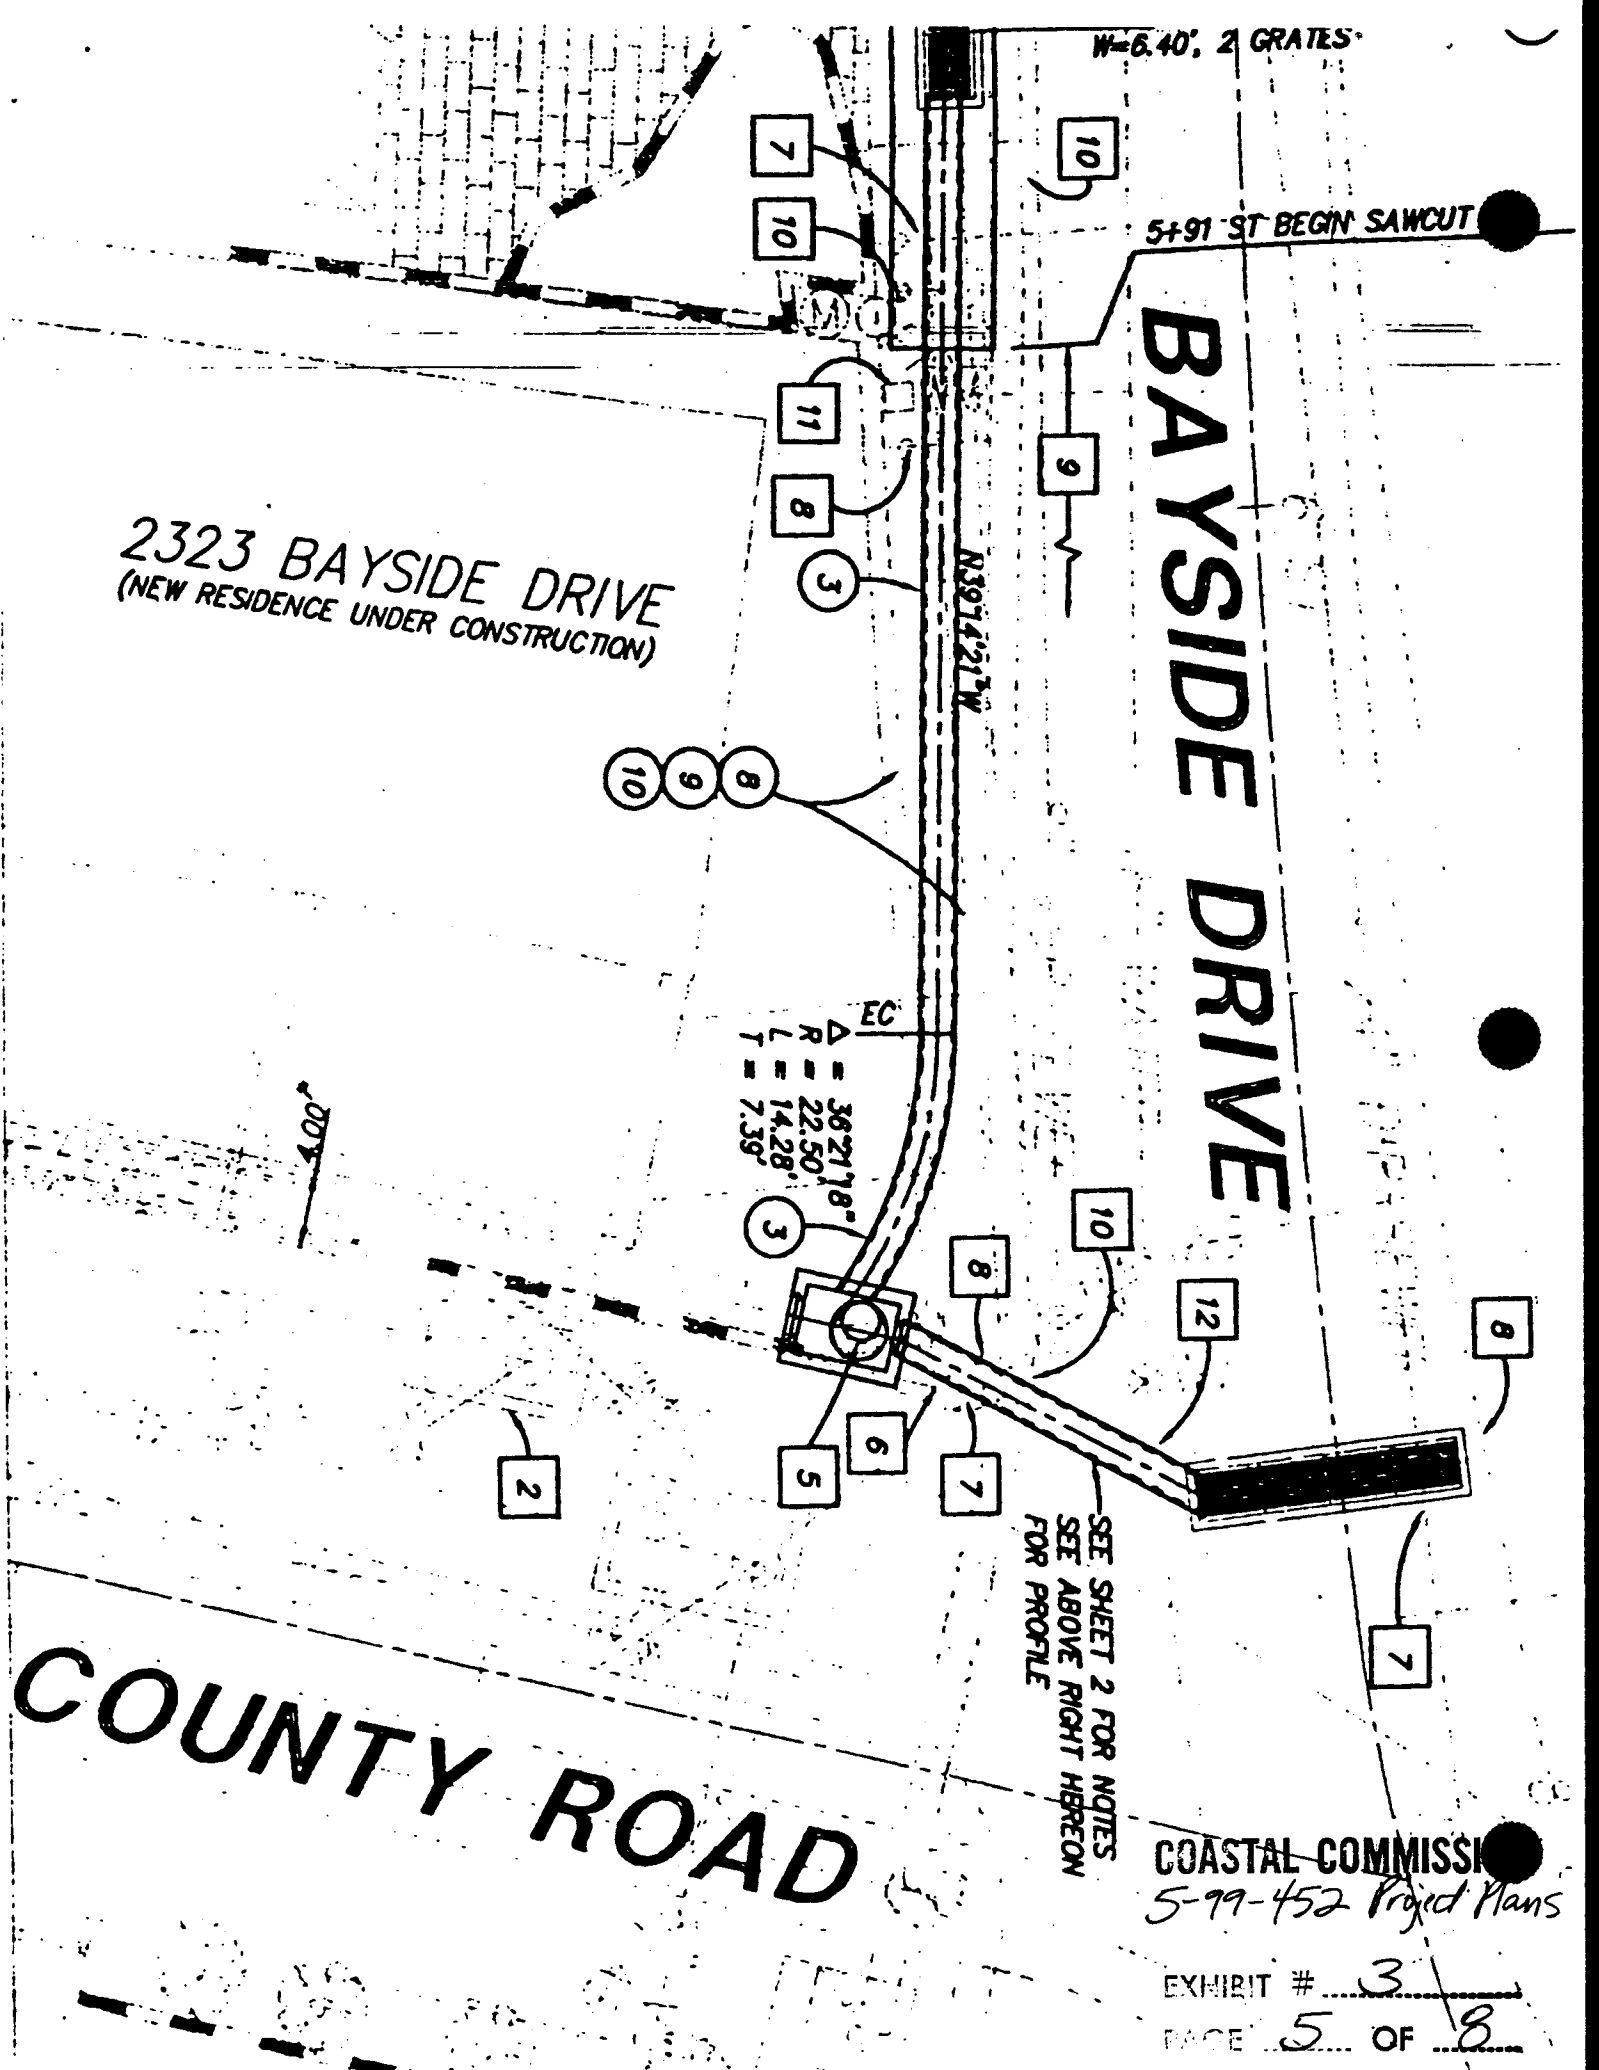 W=6.40', 2 GRATES
7
10
10
5+91 ST BEGIN SAWCUT
M
11
9
8
BAYSIDE DRIVE
2323 BAYSIDE DRIVE
(NEW RESIDENCE UNDER CONSTRUCTION)
3
N39°14'21"W
10 9 8
EC
Δ = 36°21'18"
R = 22.50'
L = 14.28'
T = 7.39'
4.00'
3
10
8
12
8
6
5
7
2
SEE SHEET 2 FOR NOTES
SEE ABOVE RIGHT HEREON
FOR PROFILE
7
COUNTY ROAD
COASTAL COMMISSI
5-99-452 Project Plans
EXHIBIT # 3
PAGE 5 OF 8